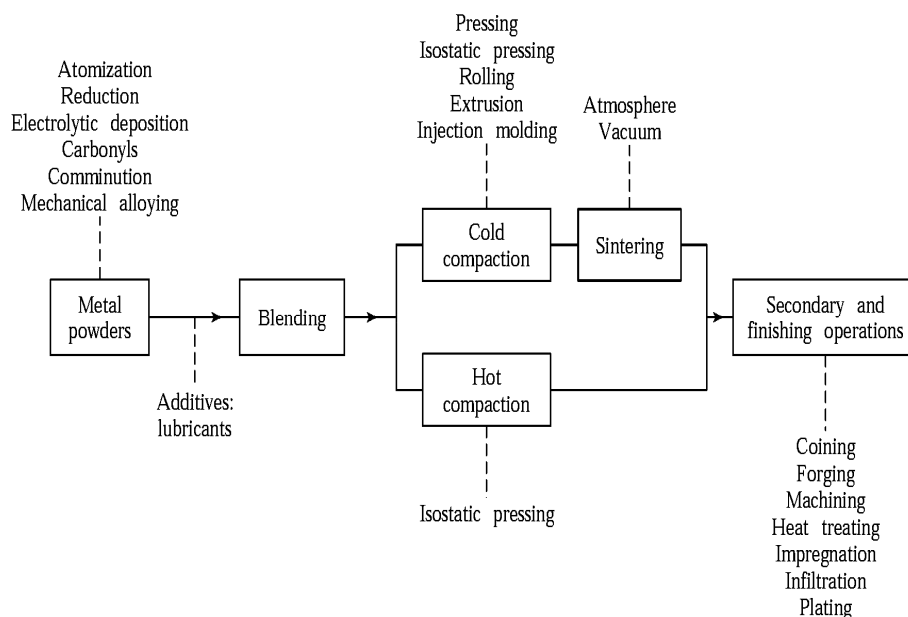 Atomization
Reduction
Electrolytic deposition
Carbonyls
Comminution
Mechanical alloying
Metal
powders
Additives:
lubricants
Blending
Pressing
Isostatic pressing
Rolling
Extrusion
Injection molding
Cold
compaction
Atmosphere
Vacuum
Sintering
Hot
compaction
Isostatic pressing
Secondary and
finishing operations
Coining
Forging
Machining
Heat treating
Impregnation
Infiltration
Plating